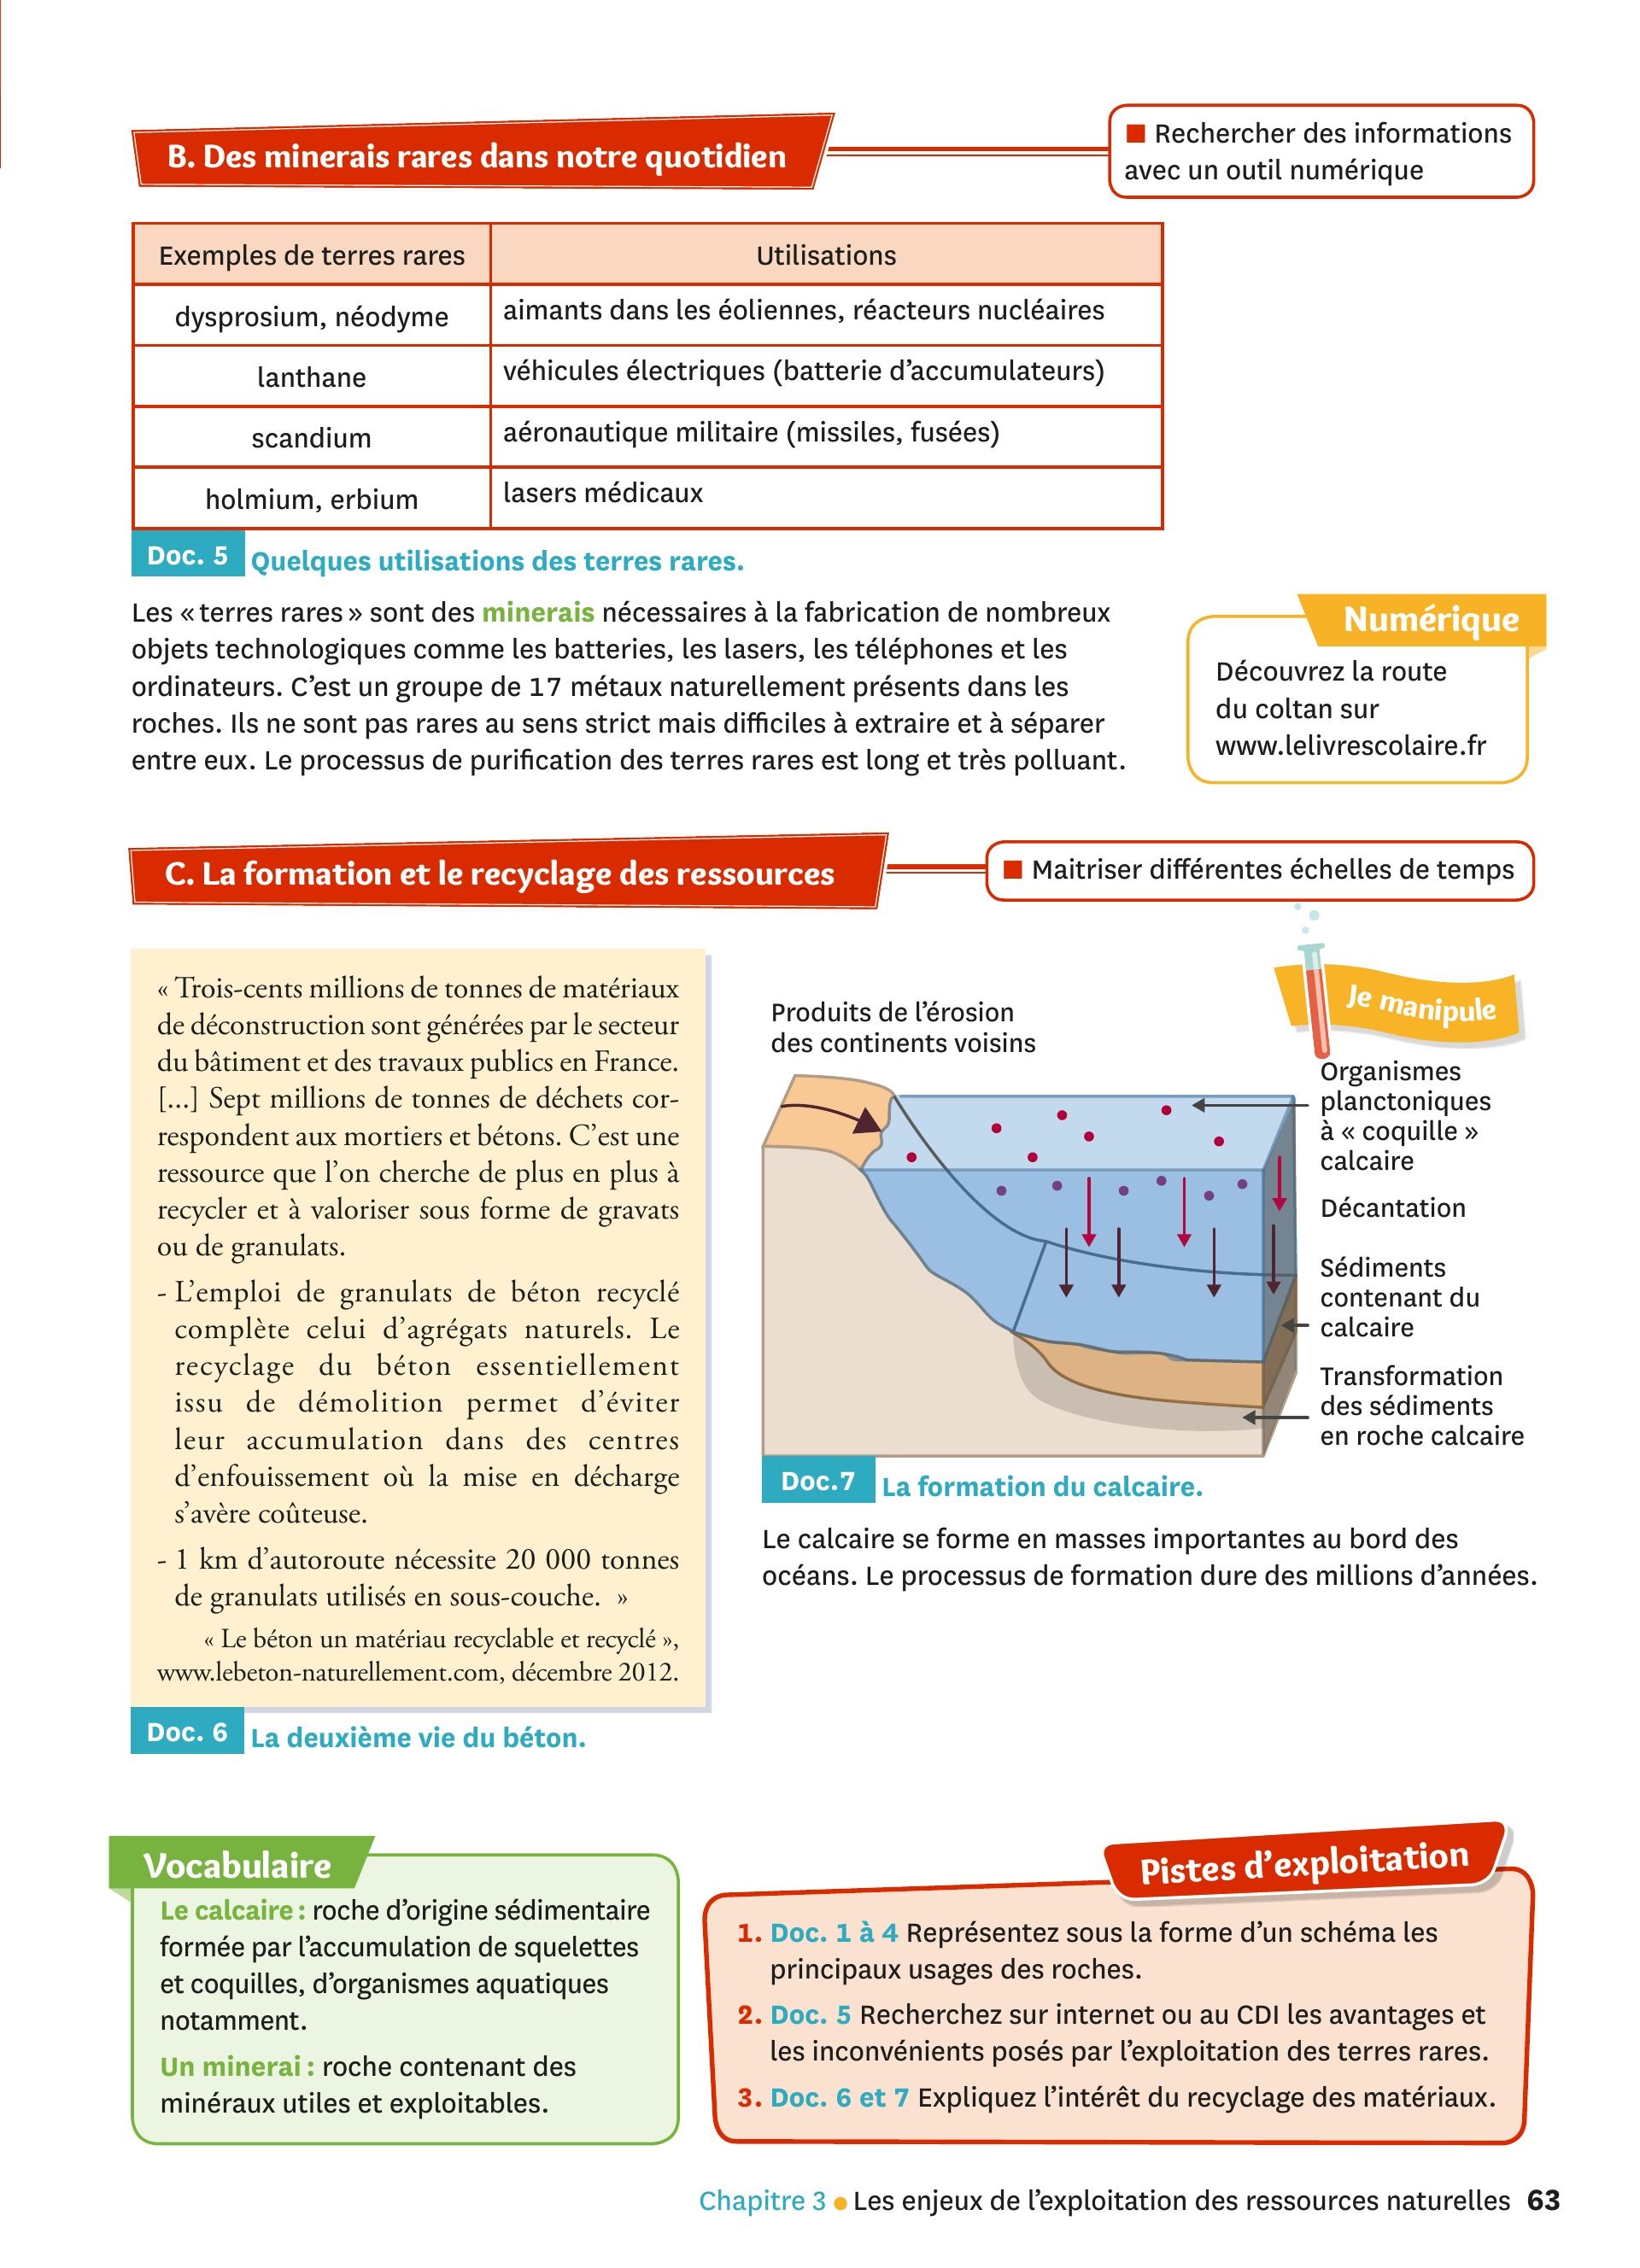 B. Des minerais rares dans notre quotidien
■ Rechercher des informations
avec un outil numérique
Exemples de terres rares
Utilisations
dysprosium, néodyme
aimants dans les éoliennes, réacteurs nucléaires
lanthane
véhicules électriques (batterie d'accumulateurs)
scandium
aéronautique militaire (missiles, fusées)
holmium, erbium
lasers médicaux
Doc. 5 Quelques utilisations des terres rares.
Les « terres rares » sont des minerais nécessaires à la fabrication de nombreux
objets technologiques comme les batteries, les lasers, les téléphones et les
ordinateurs. C'est un groupe de 17 métaux naturellement présents dans les
roches. Ils ne sont pas rares au sens strict mais difficiles à extraire et à séparer
entre eux. Le processus de purification des terres rares est long et très polluant.
Numérique
Découvrez la route
du coltan sur
www.lelivrescolaire.fr
C. La formation et le recyclage des ressources
■ Maitriser différentes échelles de temps
« Trois-cents millions de tonnes de matériaux
de déconstruction sont générées par le secteur
du bâtiment et des travaux publics en France.
[...] Sept millions de tonnes de déchets cor-
respondent aux mortiers et bétons. C'est une
ressource que l'on cherche de plus en plus à
recycler et à valoriser sous forme de gravats
ou de granulats.
- L'emploi de granulats de béton recyclé
complète celui d'agrégats naturels. Le
recyclage du béton essentiellement
issu de démolition permet d'éviter
leur accumulation dans des centres
d'enfouissement où la mise en décharge
s'avère coûteuse.
- 1 km d'autoroute nécessite 20 000 tonnes
de granulats utilisés en sous-couche. »
« Le béton un matériau recyclable et recyclé »,
www.lebeton-naturellement.com, décembre 2012.
Doc. 6 La deuxième vie du béton.
Je manipule
Produits de l'érosion
des continents voisins
Organismes
planctoniques
à « coquille »
calcaire
Décantation
Sédiments
contenant du
calcaire
Transformation
des sédiments
en roche calcaire
Doc.7 La formation du calcaire.
Le calcaire se forme en masses importantes au bord des
océans. Le processus de formation dure des millions d'années.
Vocabulaire
Le calcaire : roche d'origine sédimentaire
formée par l'accumulation de squelettes
et coquilles, d'organismes aquatiques
notamment.
Un minerai : roche contenant des
minéraux utiles et exploitables.
Pistes d'exploitation
1. Doc. 1 à 4 Représentez sous la forme d'un schéma les
principaux usages des roches.
2. Doc. 5 Recherchez sur internet ou au CDI les avantages et
les inconvénients posés par l'exploitation des terres rares.
3. Doc. 6 et 7 Expliquez l'intérêt du recyclage des matériaux.
Chapitre 3 ● Les enjeux de l'exploitation des ressources naturelles 63